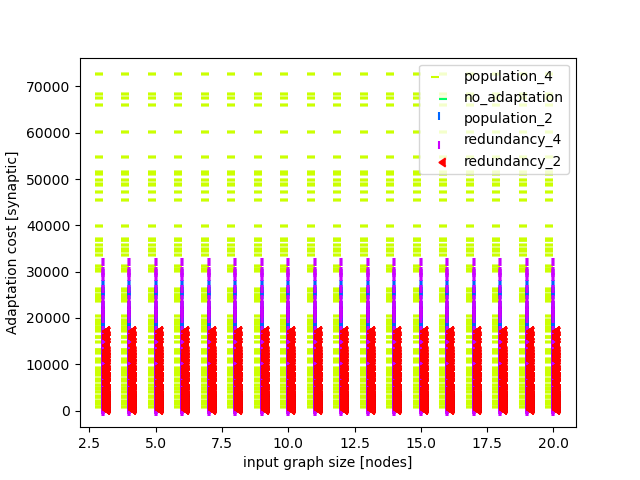 population_4
no_adaptation
population_2
redundancy_4
redundancy_2
Adaptation cost [synaptic]
70000
60000
50000
40000
30000
20000
10000
0
2.5 5.0 7.5 10.0 12.5 15.0 17.5 20.0
input graph size [nodes]